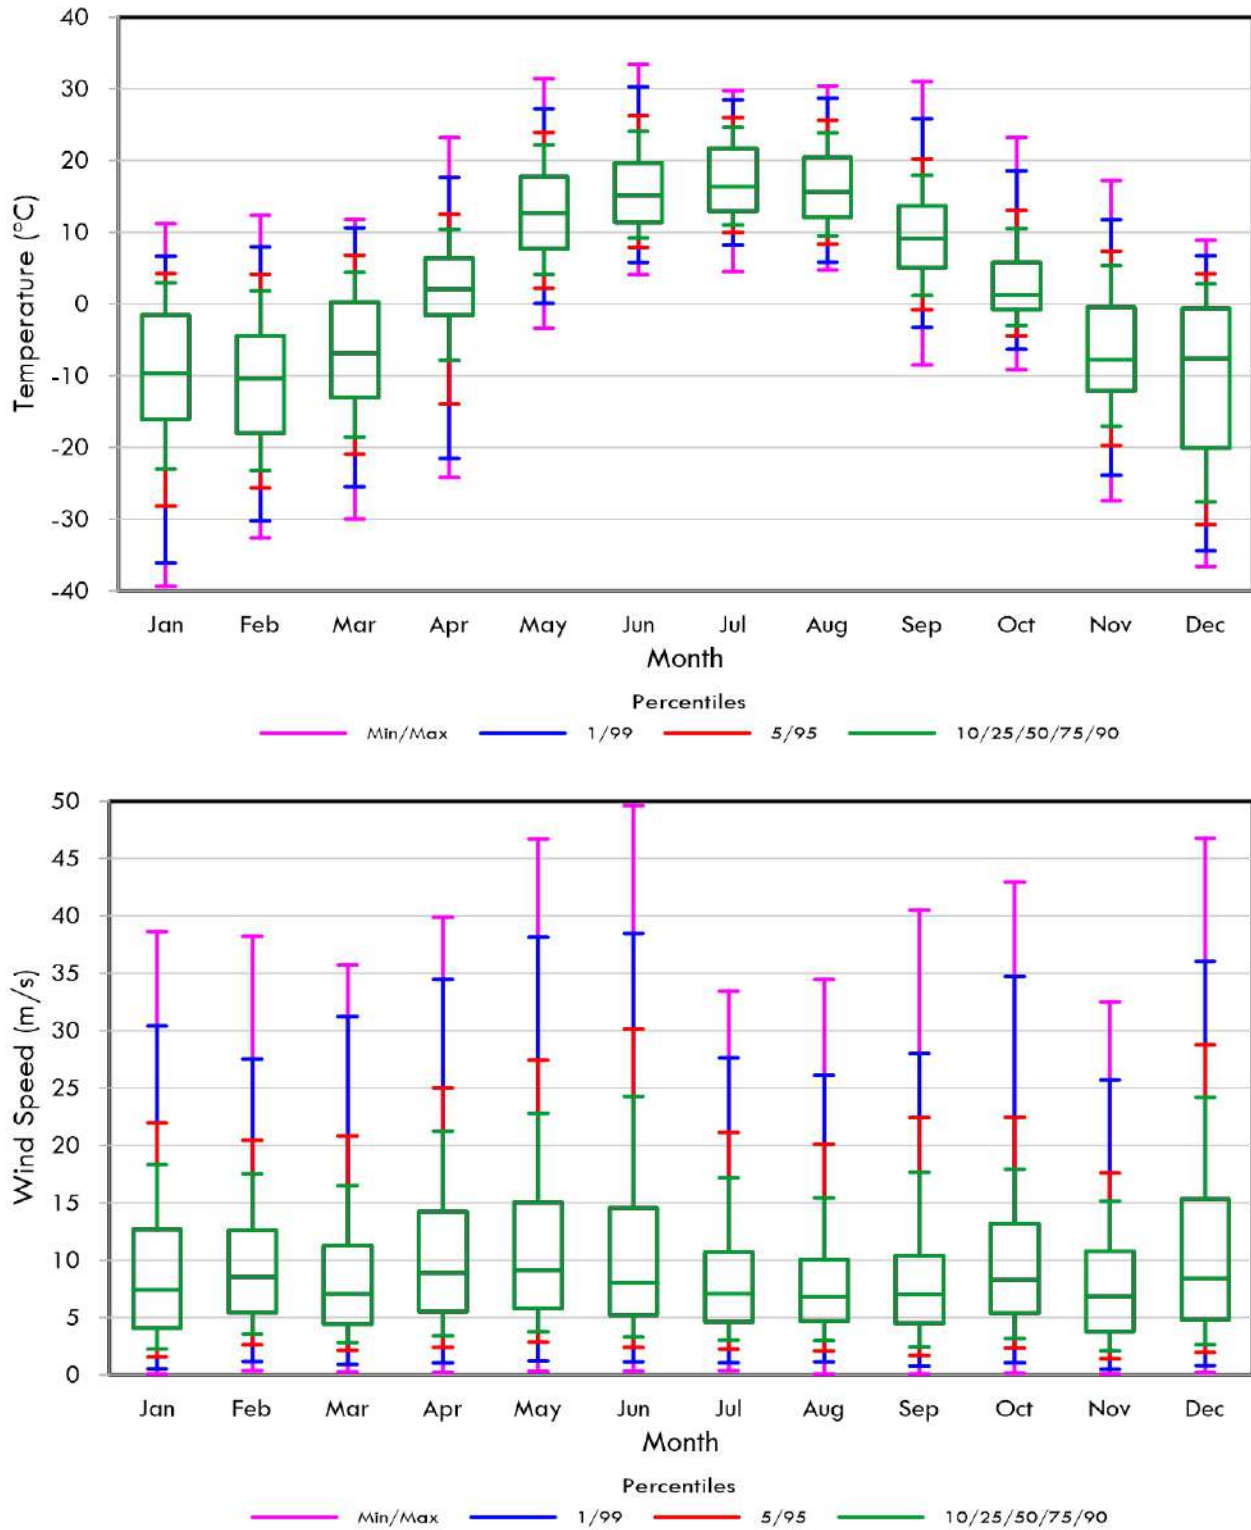 40
30
20
10
0
-10
-20
-30
-40
Temperature (°C)
Jan Feb Mar Apr May Jun Jul Aug Sep Oct Nov Dec
Month
Percentiles
Min/Max 1/99 5/95 10/25/50/75/90
50
45
40
35
30
25
20
15
10
5
0
Wind Speed (m/s)
Jan Feb Mar Apr May Jun Jul Aug Sep Oct Nov Dec
Month
Percentiles
Min/Max 1/99 5/95 10/25/50/75/90